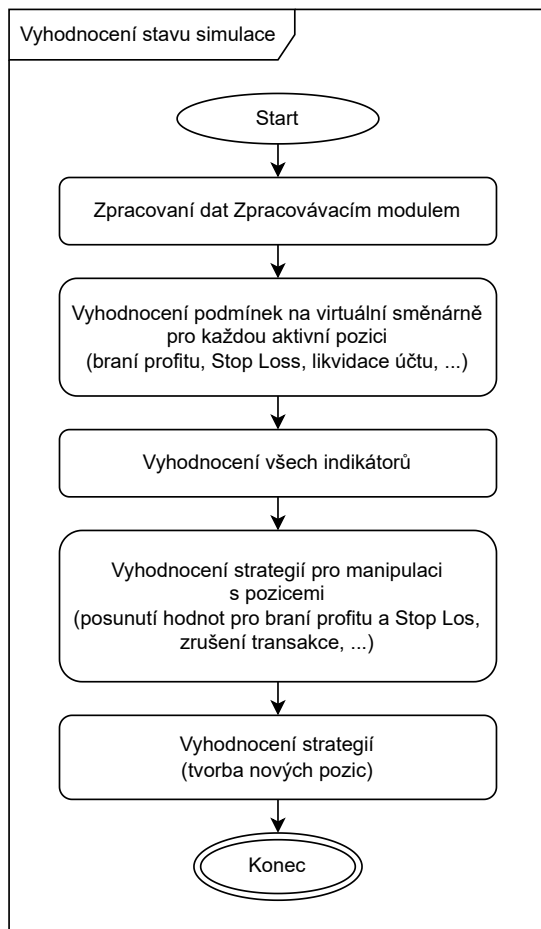 Vyhodnocení stavu simulace
Start
Zpracovaní dat Zpracovávacím modulem
Vyhodnocení podmínek na virtuální směnárně
pro každou aktivní pozici
(braní profitu, Stop Loss, likvidace účtu, ...)
Vyhodnocení všech indikátorů
Vyhodnocení strategií pro manipulaci
s pozicemi
(posunutí hodnot pro braní profitu a Stop Los,
zrušení transakce, ...)
Vyhodnocení strategií
(tvorba nových pozic)
Konec